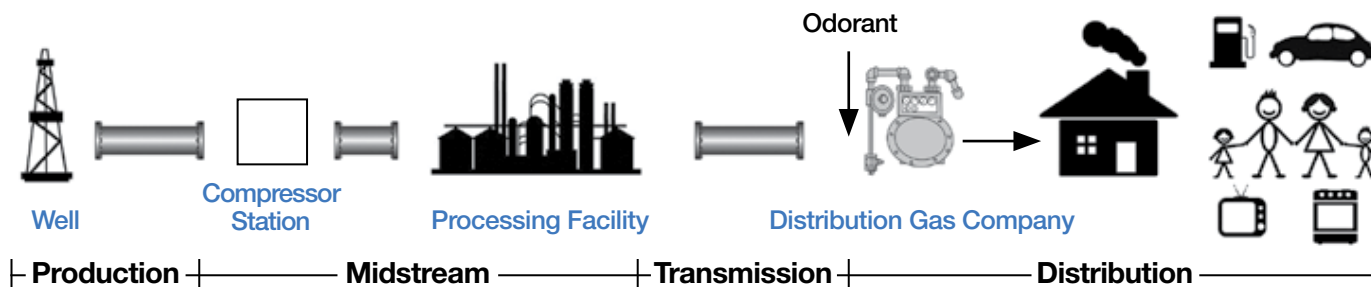 Odorant
Well
Compressor
Station
Processing Facility
Distribution Gas Company
Production
Midstream
Transmission
Distribution